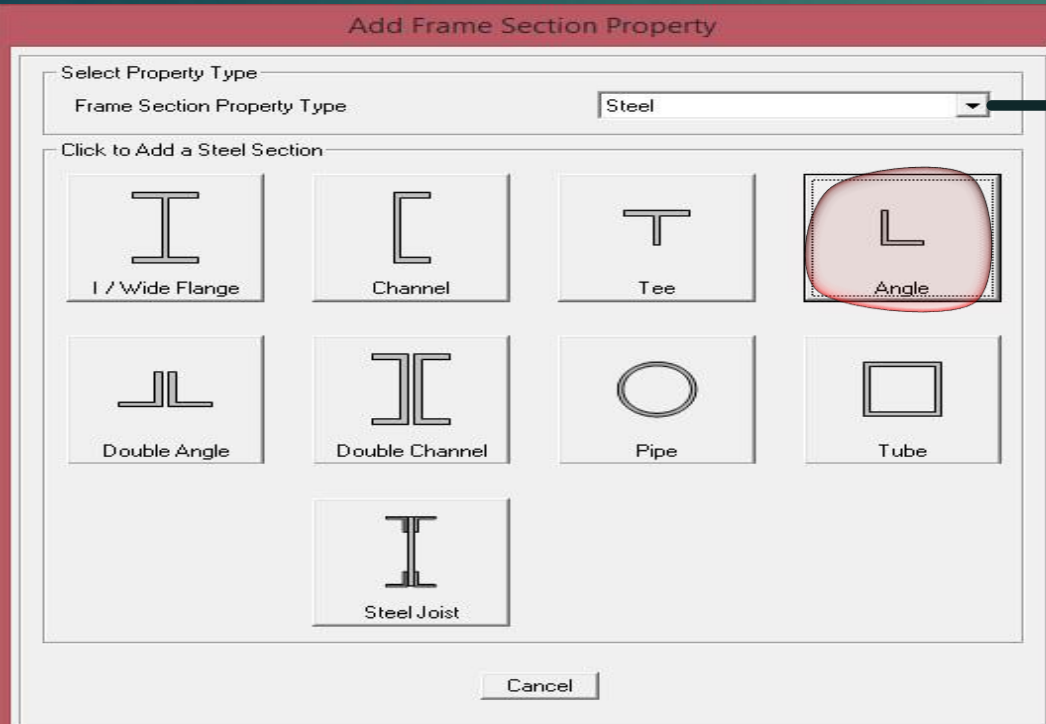 Add Frame Section Property
Select Property Type
Frame Section Property Type
Steel
Click to Add a Steel Section
I / Wide Flange
Channel
Tee
Angle
Double Angle
Double Channel
Pipe
Tube
Steel Joist
Cancel